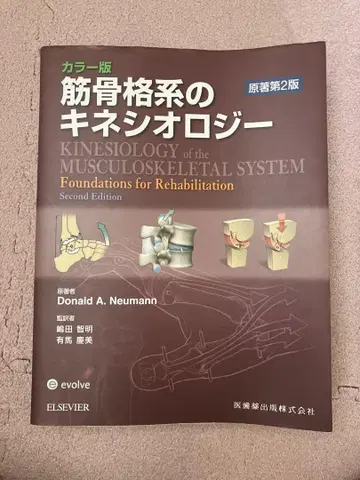 カラー版
筋骨格系の
原著第2版
キネシオロジー
KINESIOLOGY of the
MUSCULOSKELETAL SYSTEM
Foundations for Rehabilitation
Second Edition
原著者
Donald A. Neumann
監訳者
嶋田 智明
有馬 慶美
e evolve
ELSEVIER
医歯薬出版株式会社